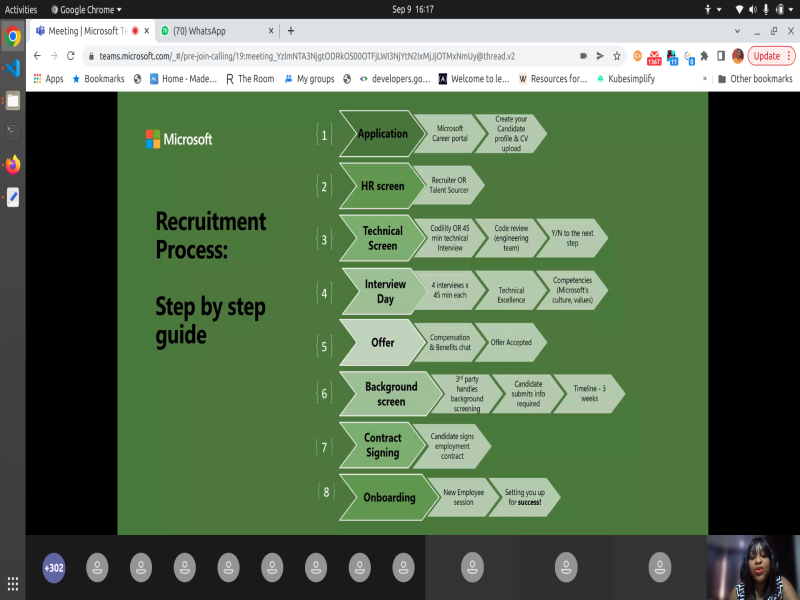 Activities
Google Chrome
Sep 9 16:17
Meeting | Microsoft Te
(70) WhatsApp
teams.microsoft.com/_#/pre-join-calling/19:meeting_YzlmNTA3NjgtODRkOS00OTFjLWI3NjYtN2IxMjJjOTMxNmUy@thread.v2
1367
11
0
Update
Apps
Bookmarks
Home - Made...
The Room
My groups
developers.go...
Welcome to le...
Resources for...
Kubesimplify
»
Other bookmarks
Microsoft
Recruitment
Process:
Step by step
guide
1
Application
Microsoft
Career portal
Create your
Candidate
profile & CV
upload
2
HR screen
Recruiter OR
Talent Sourcer
3
Technical
Screen
Codility OR 45
min technical
Interview
Code review
(engineering
team)
Y/N to the next
step
4
Interview
Day
4 interviews x
45 min each
Technical
Excellence
Competencies
(Microsoft's
culture, values)
5
Offer
Compensation
& Benefits chat
Offer Accepted
6
Background
screen
3rd party
handles
background
screening
Candidate
submits info
required
Timeline - 3
weeks
7
Contract
Signing
Candidate signs
employment
contract
8
Onboarding
New Employee
session
Setting you up
for success!
+302